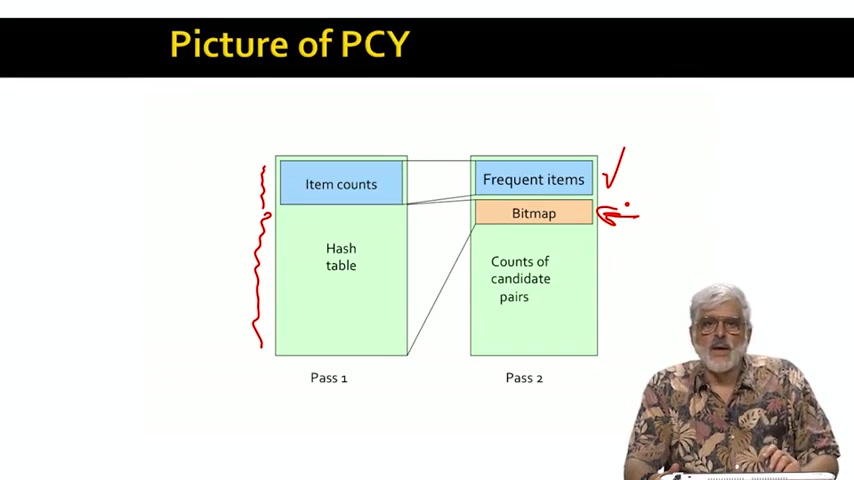 Picture of PCY
Item counts
Hash
table
Pass 1
Frequent items
Bitmap
Counts of
candidate
pairs
Pass 2